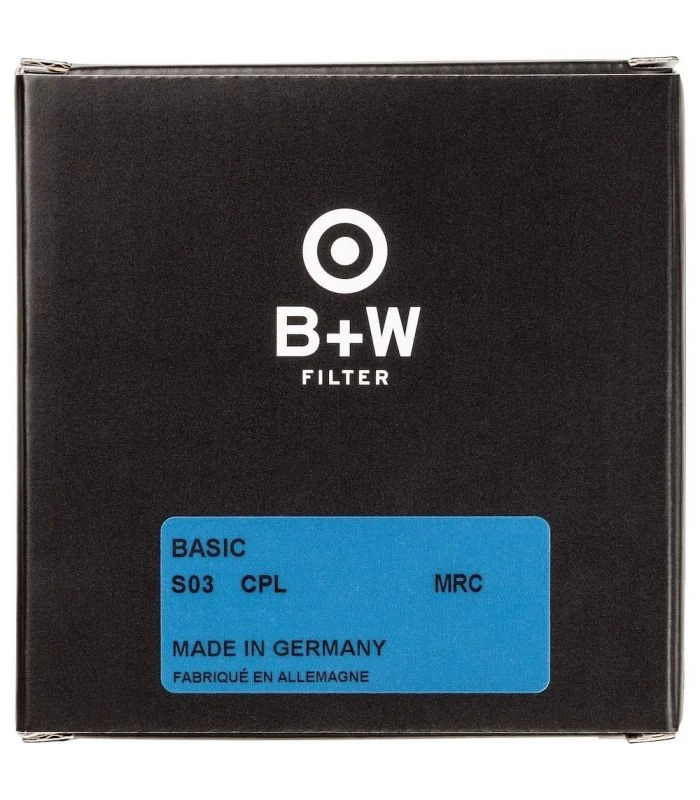 B+W
FILTER
BASIC
S03 CPL MRC
MADE IN GERMANY
FABRIQUÉ EN ALLEMAGNE